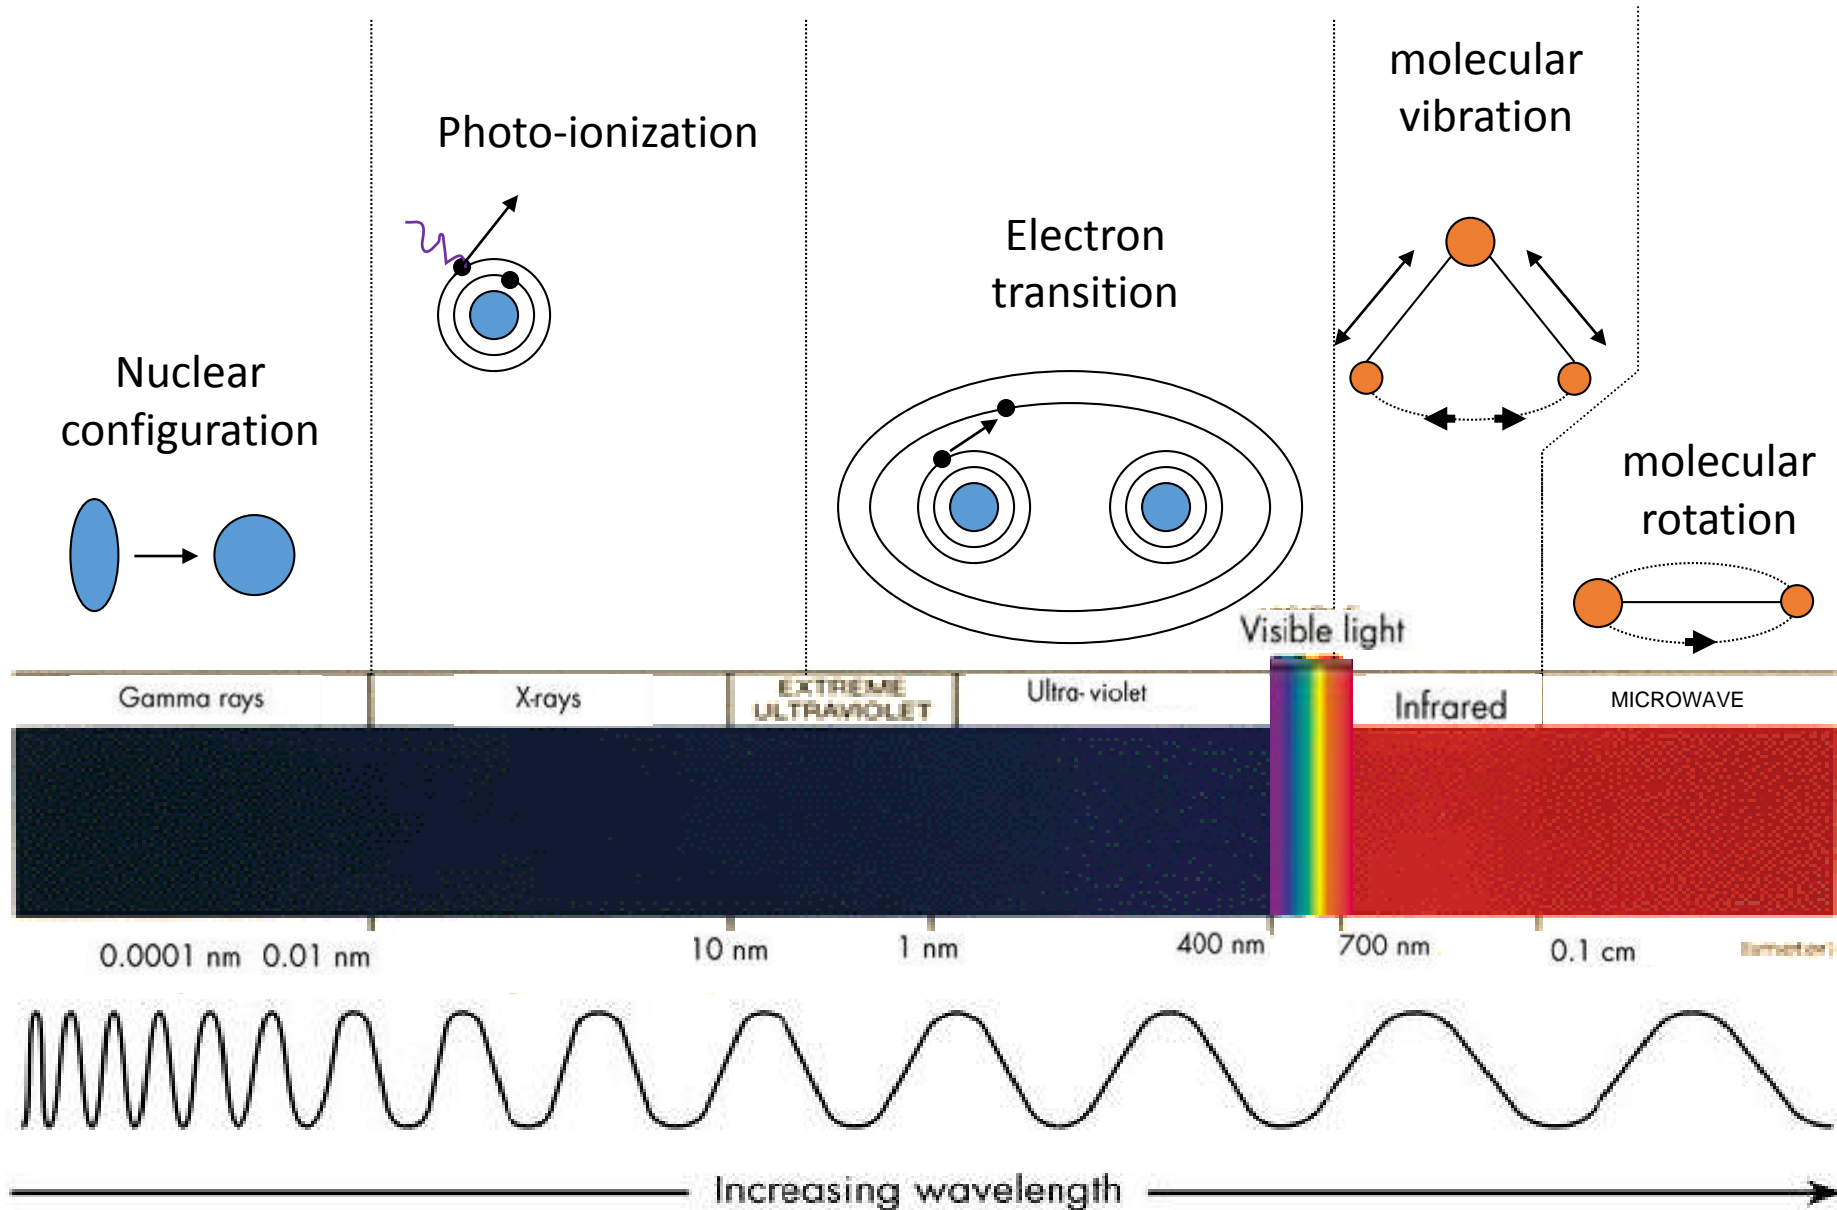 molecular
vibration
Photo-ionization
Electron
transition
Nuclear
configuration
molecular
rotation
Visible light
Gamma rays
X-rays
EXTREME
ULTRAVIOLET
Ultra-violet
Infrared
MICROWAVE
0.0001 nm 0.01 nm
10 nm
1 nm
400 nm
700 nm
0.1 cm
Increasing wavelength